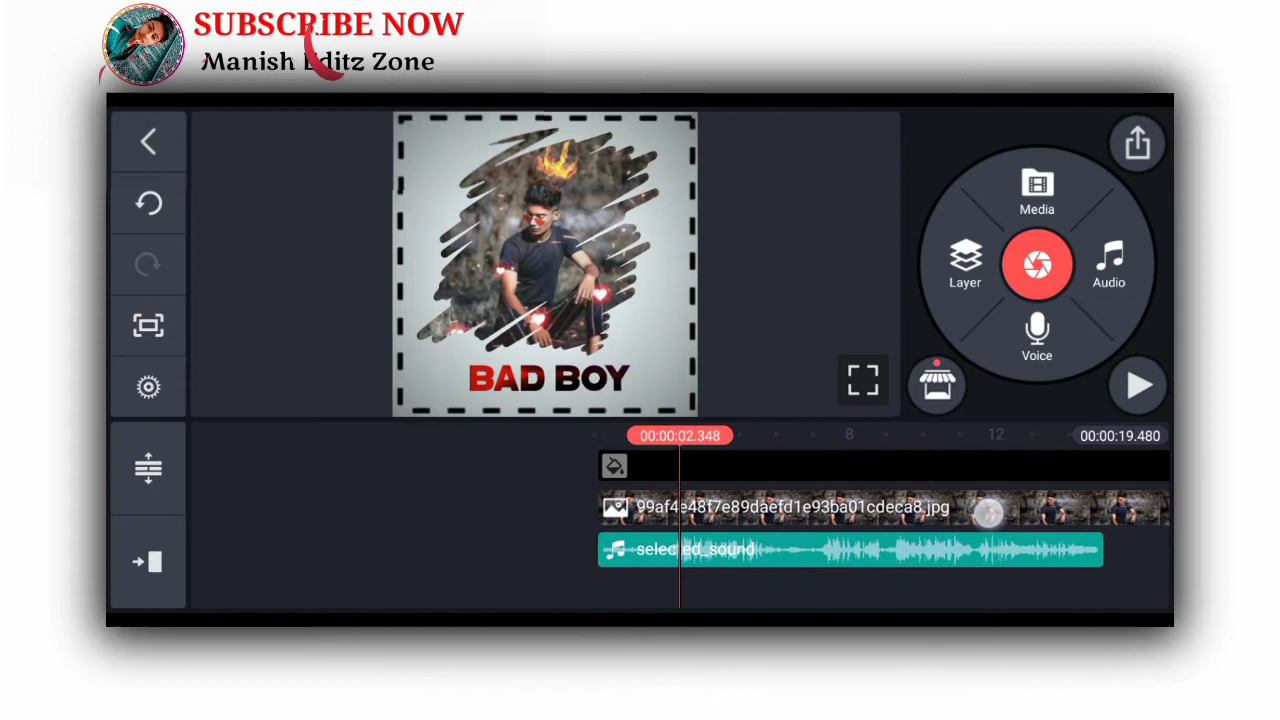 SUBSCRIBE NOW
Manish Editz Zone
BAD BOY
Media
Layer
Audio
Voice
00:00:02.348
8
12
00:00:19.480
99af4e48f7e89daefd1e93ba01cdeca8.jpg
selected_sound